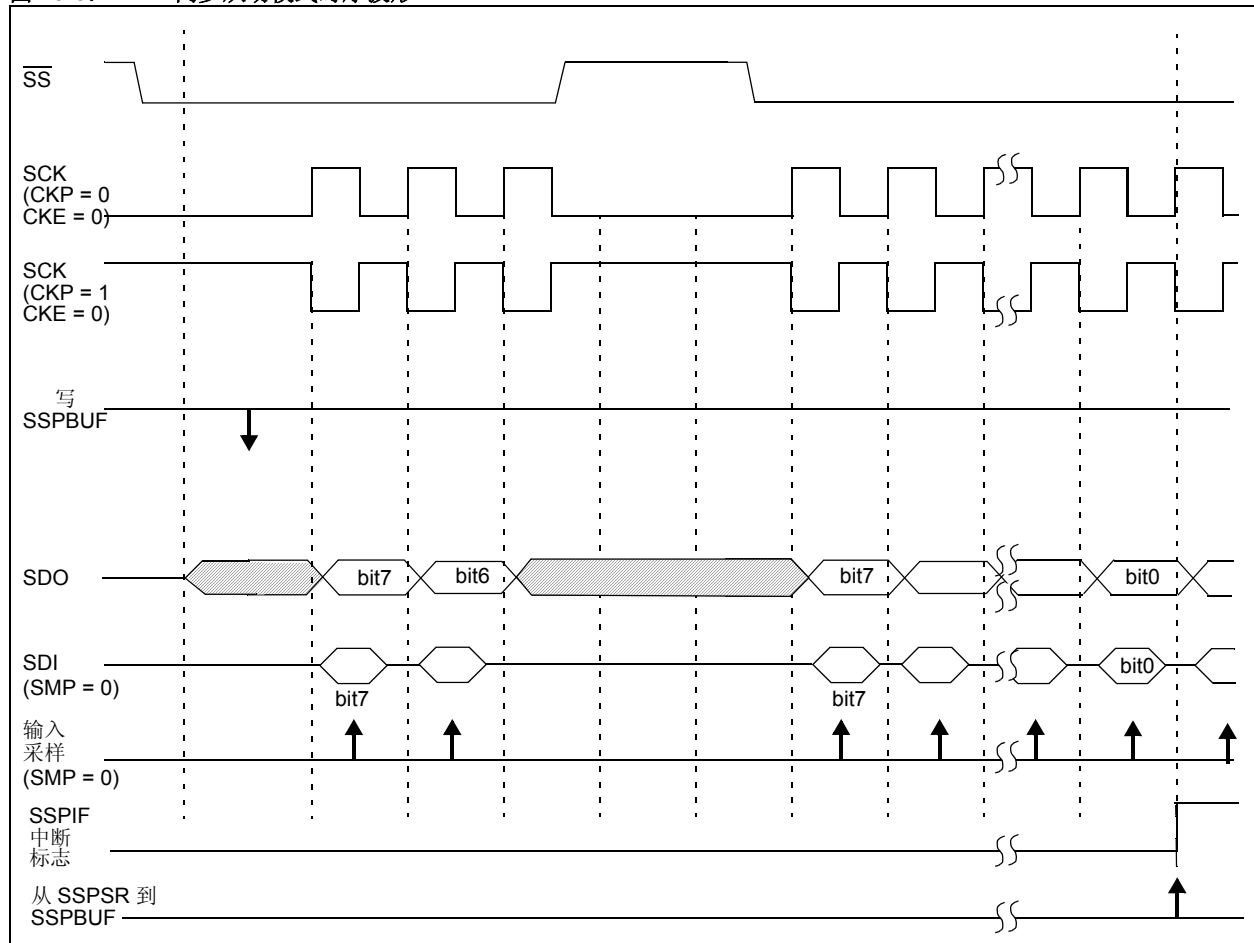 SS
SCK
(CKP = 0
CKE = 0)
SCK
(CKP = 1
CKE = 0)
写
SSPBUF
SDO
bit7
bit6
bit7
bit0
SDI
(SMP = 0)
bit7
bit7
bit0
输入
采样
(SMP = 0)
SSPIF
中断
标志
从 SSPSR 到
SSPBUF